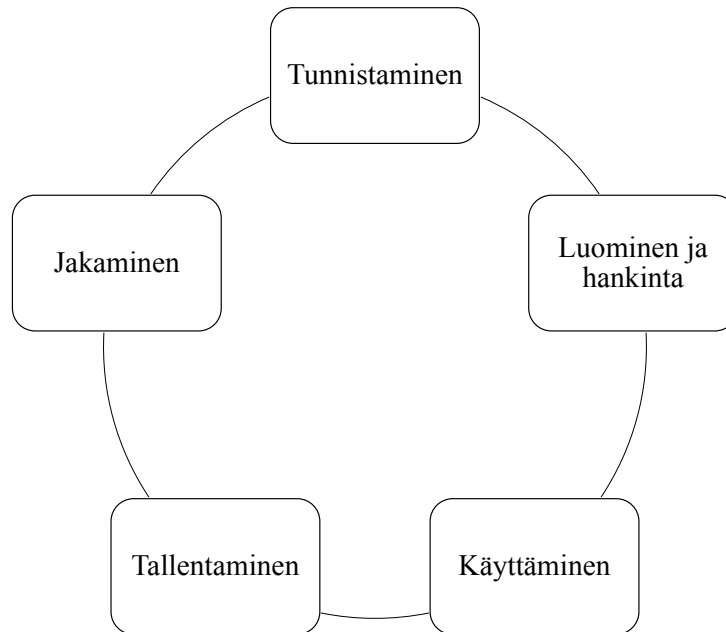 Tunnistaminen
Luominen ja
hankinta
Käyttäminen
Tallentaminen
Jakaminen